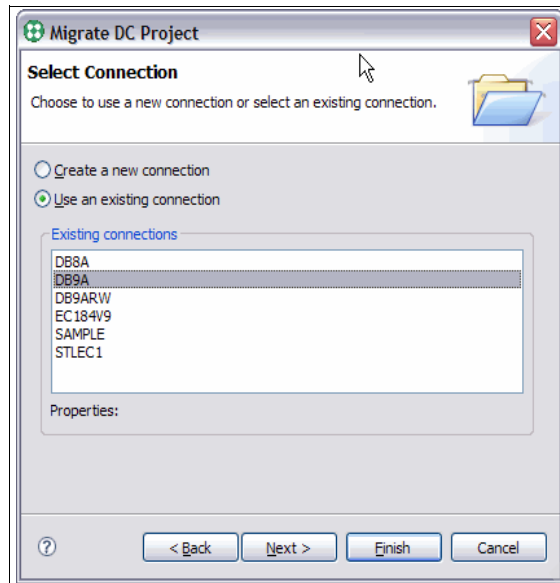 Migrate DC Project
Select Connection
Choose to use a new connection or select an existing connection.
Create a new connection
Use an existing connection
Existing connections
DB8A
DB9A
DB9ARW
EC184V9
SAMPLE
STLEC1
Properties:
? < Back Next > Finish Cancel